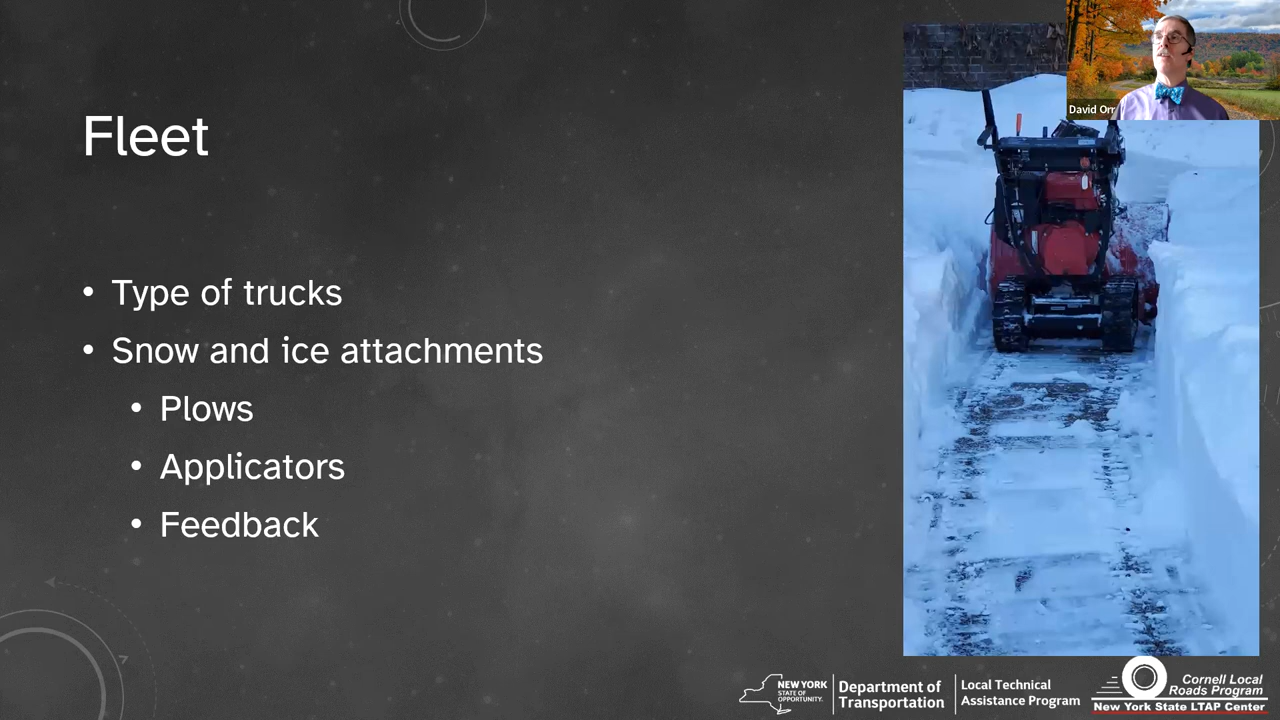 David Orr
Fleet
• Type of trucks
• Snow and ice attachments
• Plows
• Applicators
• Feedback
NEW YORK
STATE OF
OPPORTUNITY.
Department of
Transportation
Local Technical
Assistance Program
Cornell Local
Roads Program
New York State LTAP Center